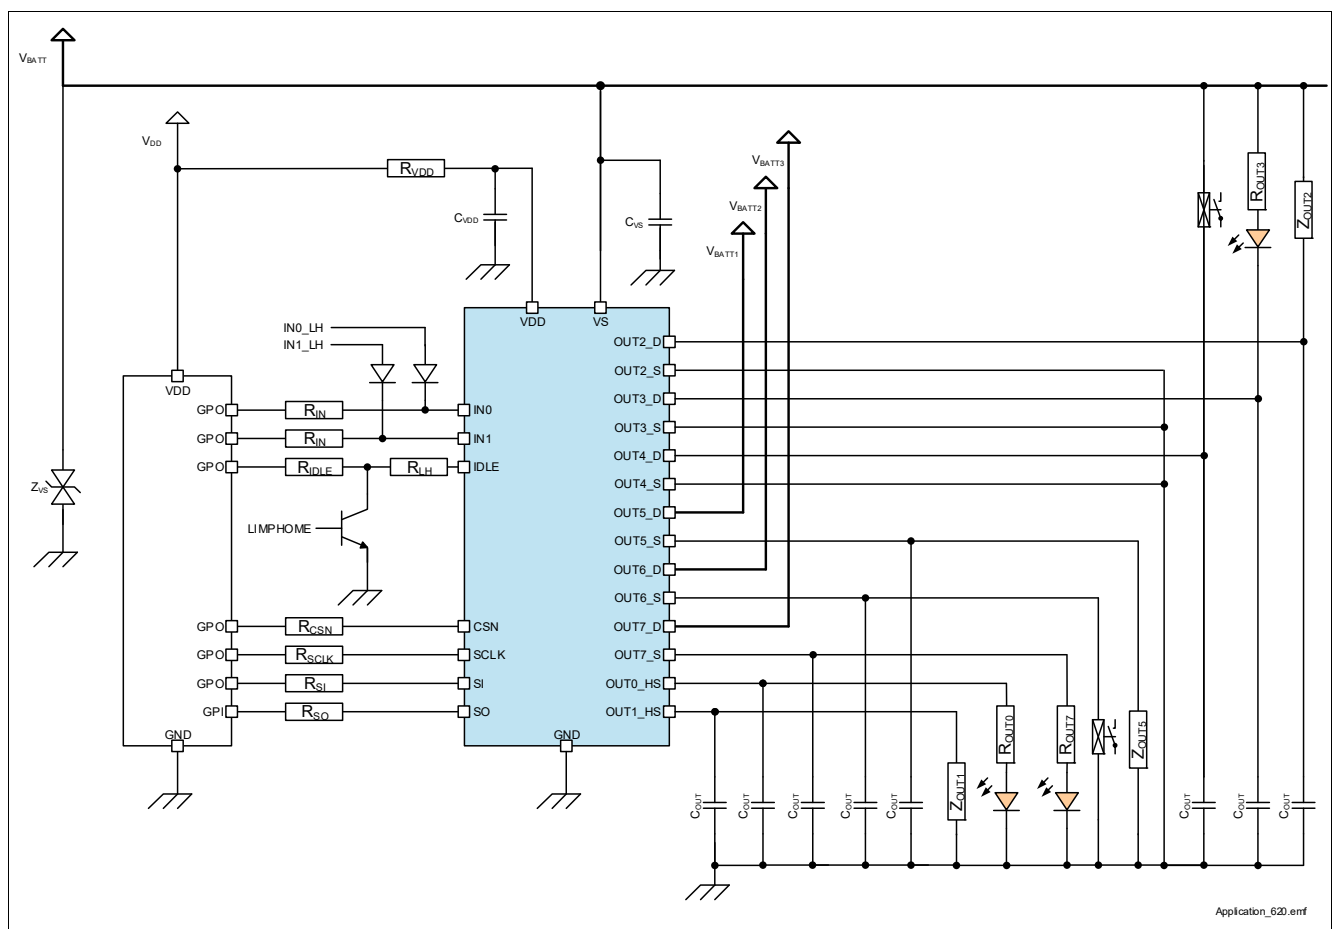 VBATT
VDD
RVDD
CVDD
CVS
VBATT3
VBATT2
VBATT1
ROUT3
ZOUT2
IN0_LH
IN1_LH
VDD
VS
VDD
GPO
RIN
IN0
GPO
RIN
IN1
GPO
RIDLE
RLH
IDLE
LIMPHOME
ZVS
OUT2_D
OUT2_S
OUT3_D
OUT3_S
OUT4_D
OUT4_S
OUT5_D
OUT5_S
OUT6_D
OUT6_S
OUT7_D
OUT7_S
OUT0_HS
OUT1_HS
GPO
RCSN
CSN
GPO
RSCLK
SCLK
GPO
RSI
SI
GPI
RSO
SO
GND
GND
ROUT0
ROUT7
ZOUT5
ZOUT1
COUT
COUT
COUT
COUT
COUT
COUT
COUT
COUT
Application_620.emf